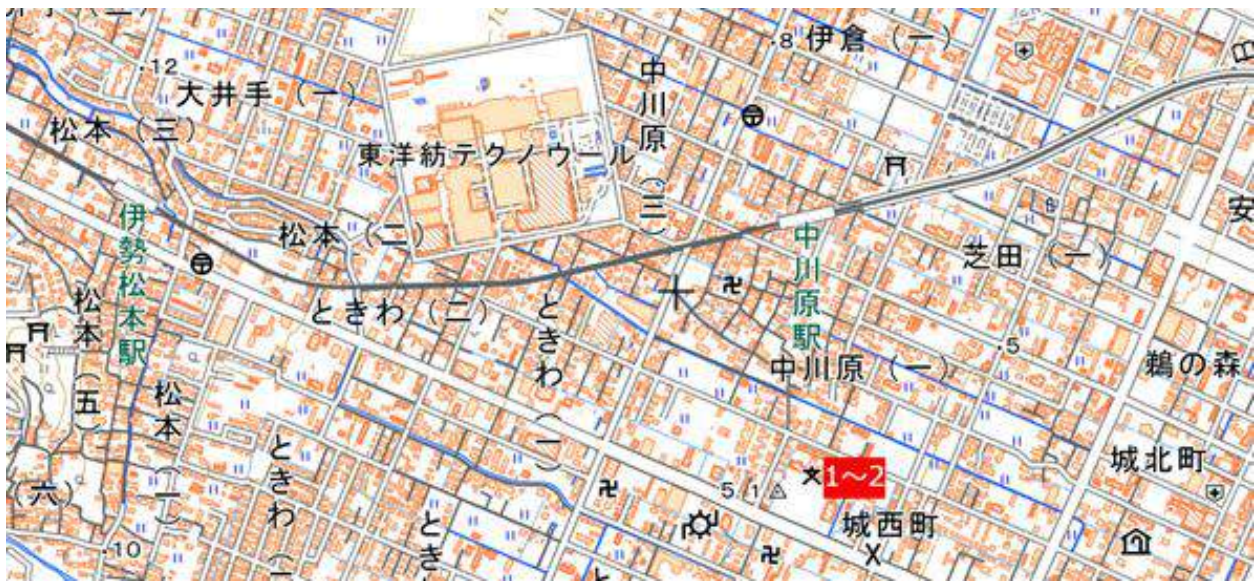 伊倉（一）
・8
中川原（三）
・12
大井手（一）
松本（三）
東洋紡テクノウール
安
伊勢松本駅
松本（二）
中川原駅
芝田（一）
ときわ（二）
ときわ（一）
・5
松本（五）
中川原（一）
鵜の森
松本（一）
ときわ（二
城北町
（六）
5.1
1～2
城西町
とき
・10
と